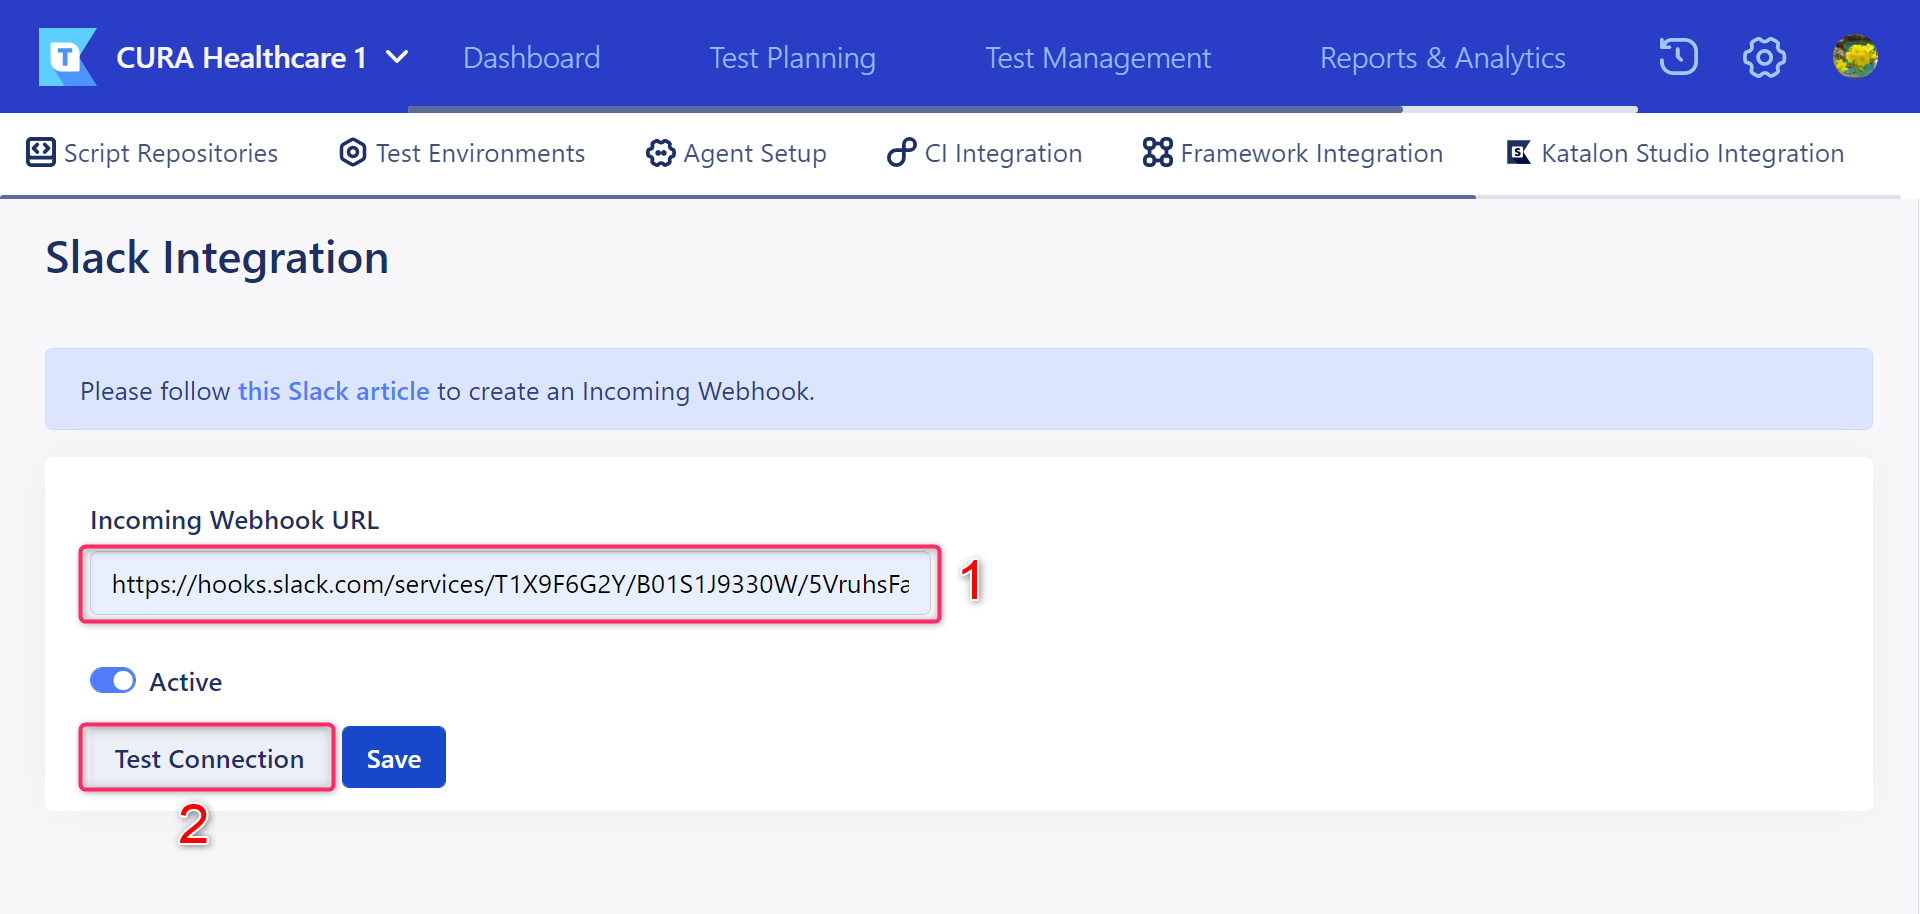 T CURA Healthcare 1 Dashboard Test Planning Test Management Reports & Analytics
Script Repositories Test Environments Agent Setup CI Integration Framework Integration Katalon Studio Integration
Slack Integration
Please follow this Slack article to create an Incoming Webhook.
Incoming Webhook URL
https://hooks.slack.com/services/T1X9F6G2Y/B01S1J9330W/5VruhsFa
1
Active
Test Connection Save
2